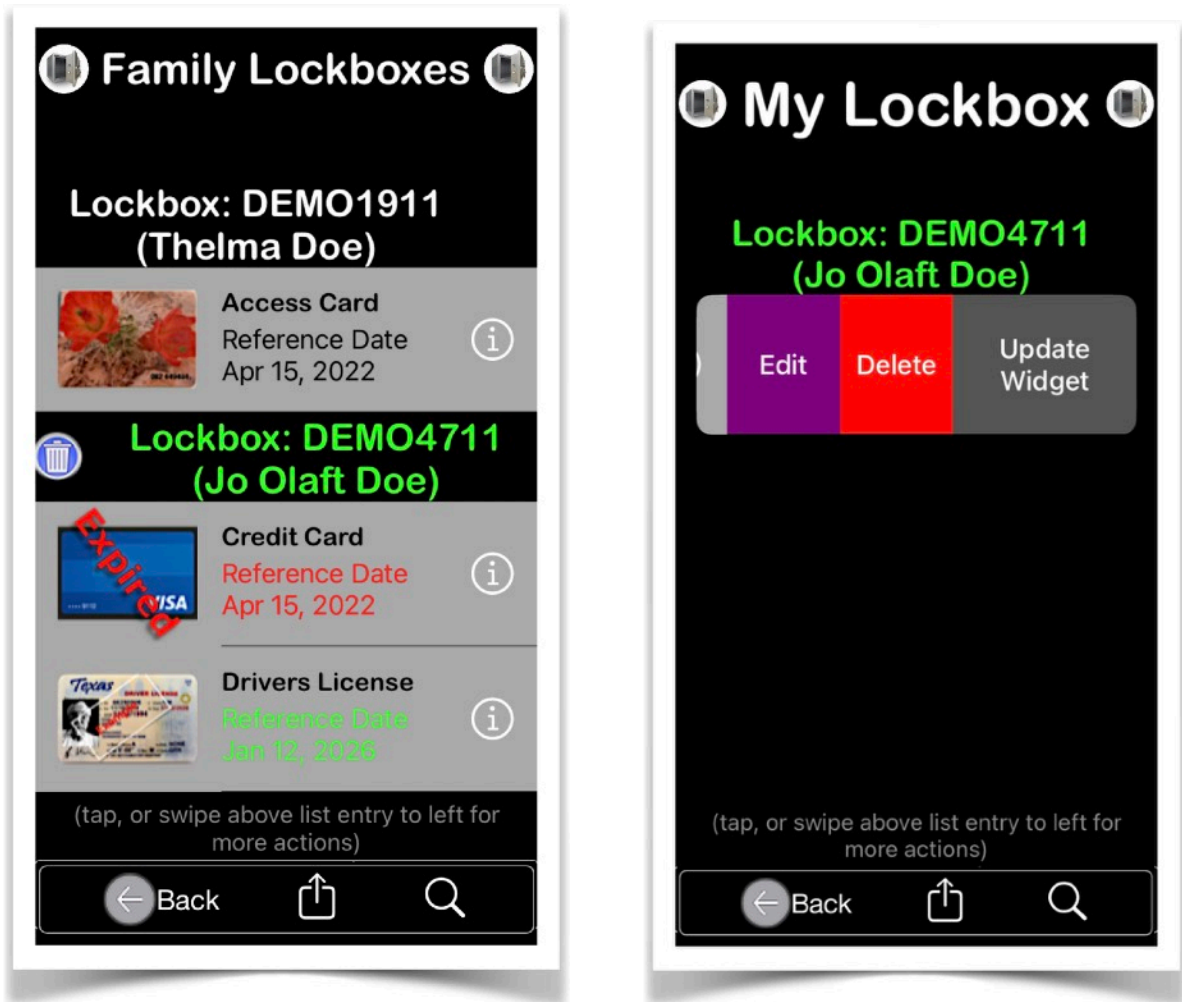 Family Lockboxes
Lockbox: DEMO1911
(Thelma Doe)
Access Card
Reference Date
Apr 15, 2022
Lockbox: DEMO4711
(Jo Olaft Doe)
Credit Card
Reference Date
Apr 15, 2022
Expired
VISA
Drivers License
Reference Date
Jan 12, 2026
Texas
DRIVER LICENSE
(tap, or swipe above list entry to left for
more actions)
Back
My Lockbox
Lockbox: DEMO4711
(Jo Olaft Doe)
Edit
Delete
Update
Widget
(tap, or swipe above list entry to left for
more actions)
Back